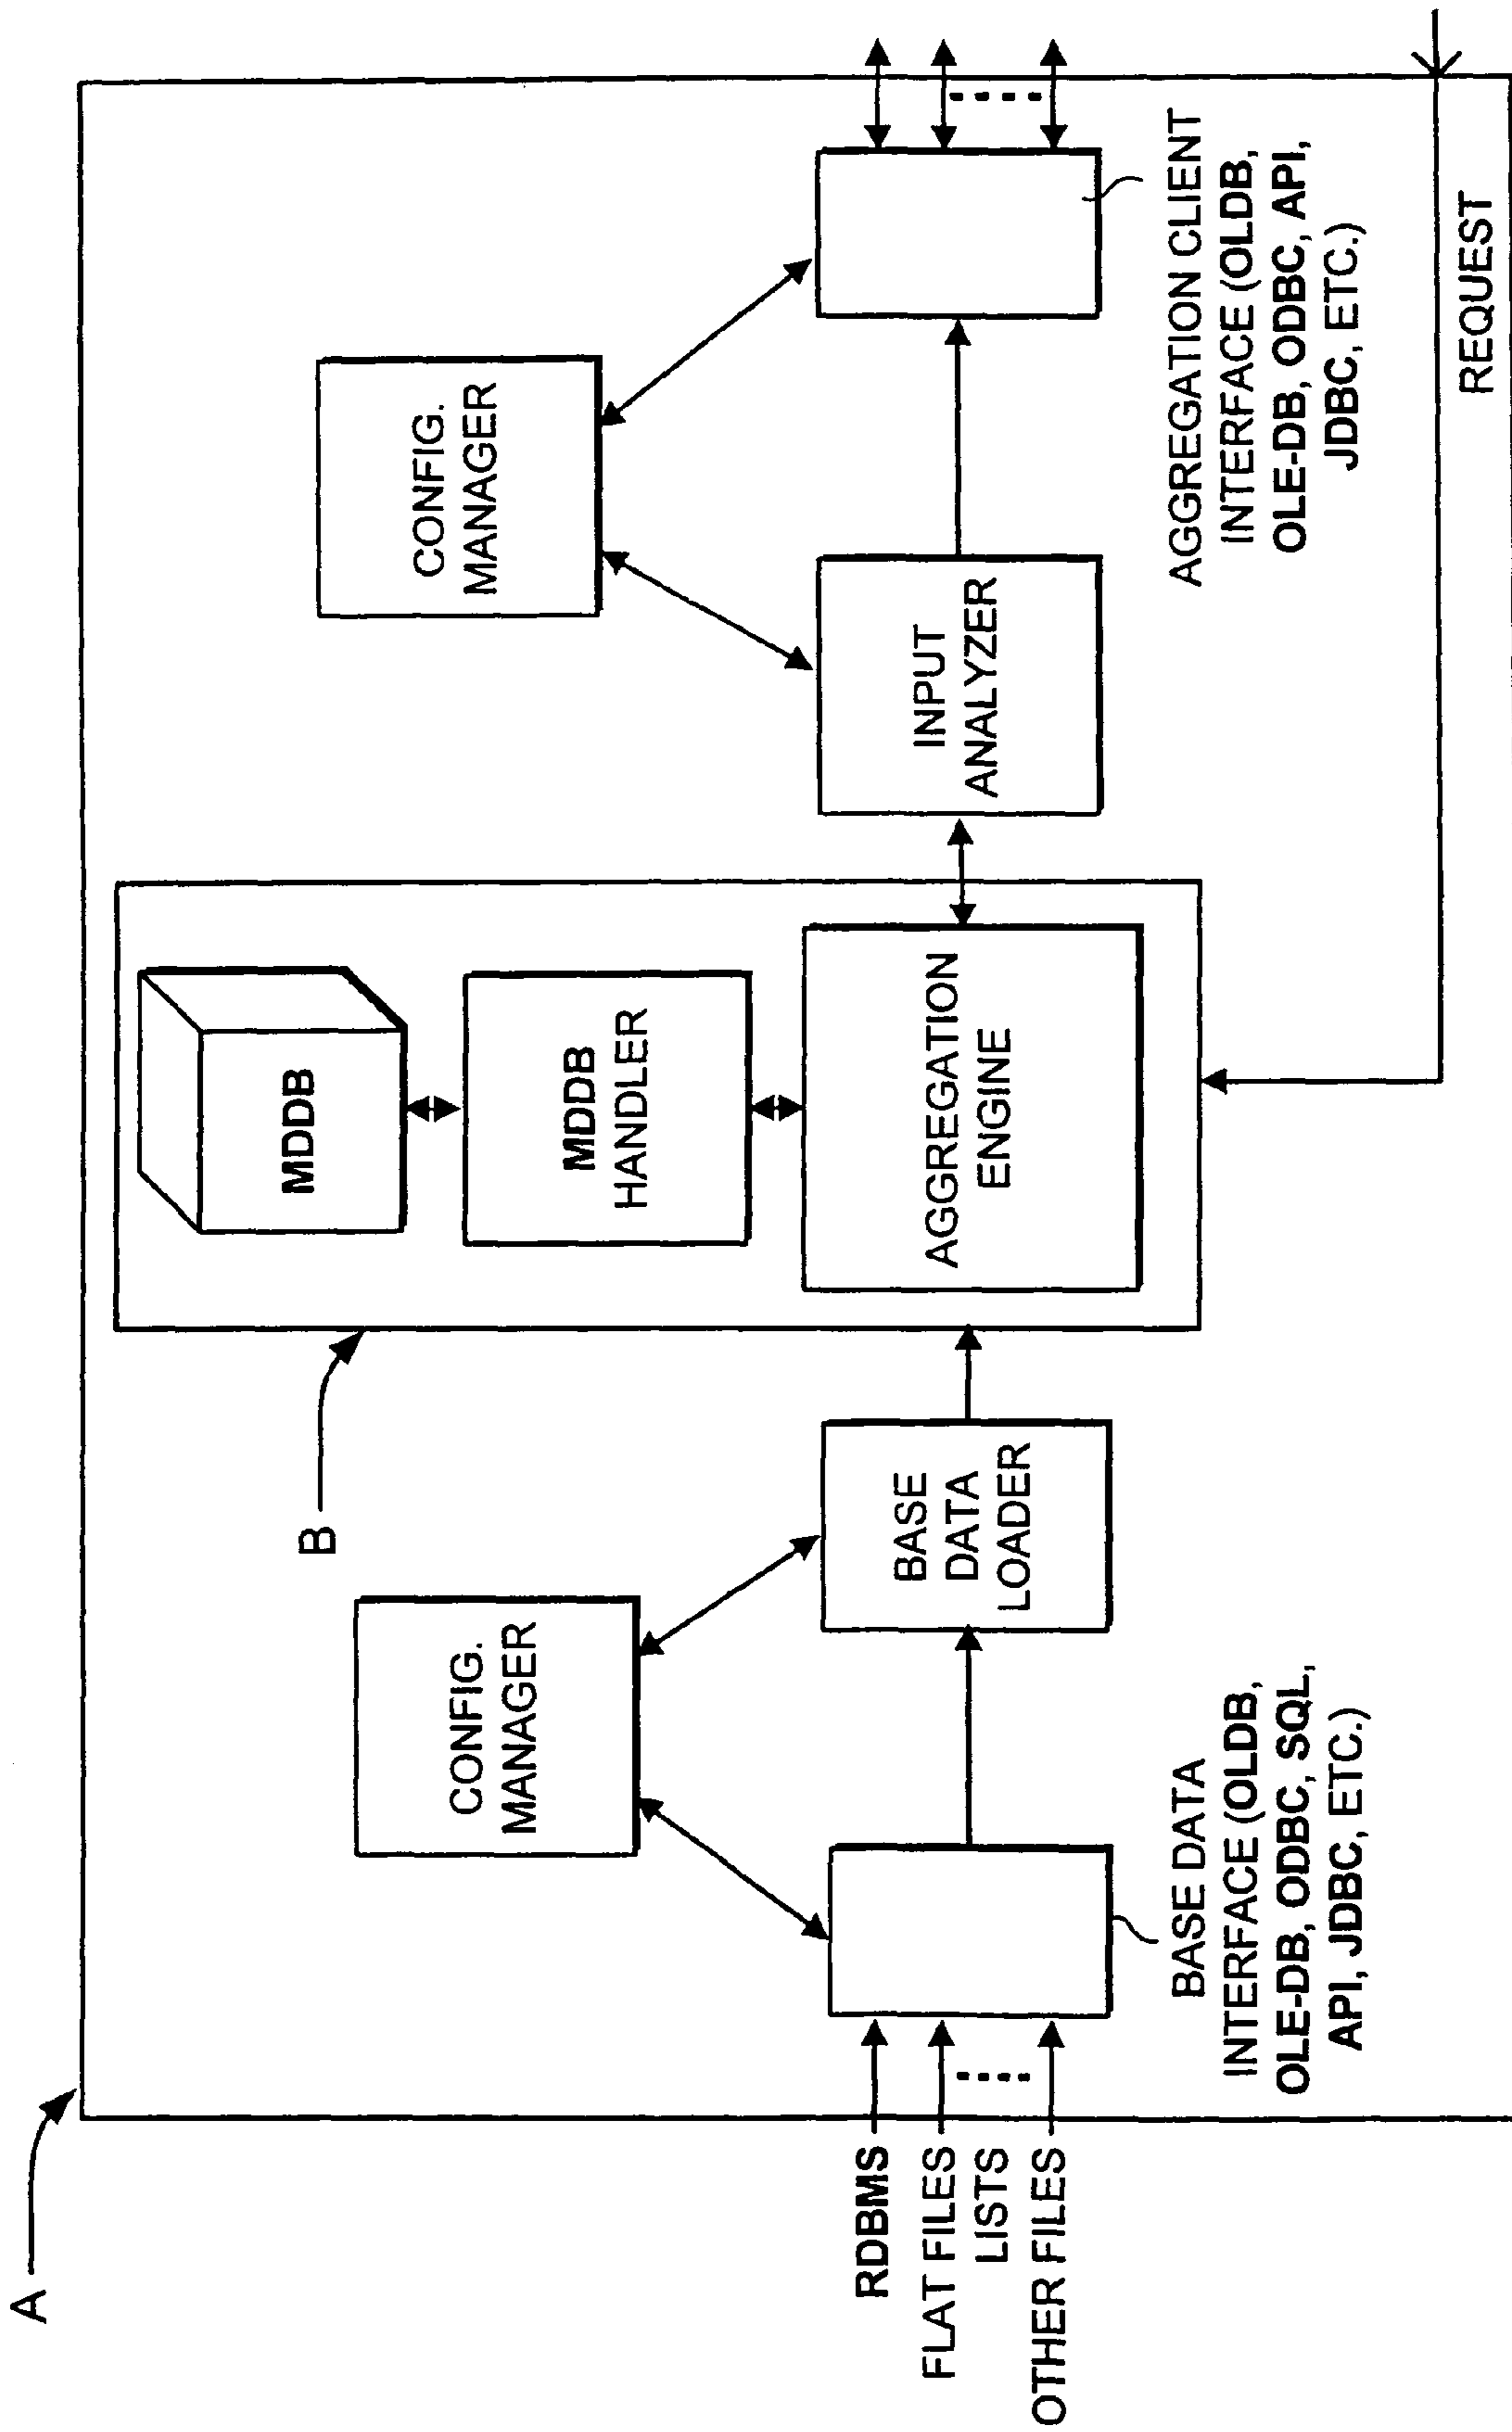 A
B
RDBMS
FLAT FILES
LISTS
OTHER FILES
BASE DATA
INTERFACE (OLDB,
OLE-DB, ODBC, SQL,
API, JDBC, ETC.)
CONFIG.
MANAGER
BASE
DATA
LOADER
MDDB
MDDB
HANDLER
AGGREGATION
ENGINE
INPUT
ANALYZER
CONFIG.
MANAGER
AGGREGATION CLIENT
INTERFACE (OLDB,
OLE-DB, ODBC, API,
JDBC, ETC.)
REQUEST